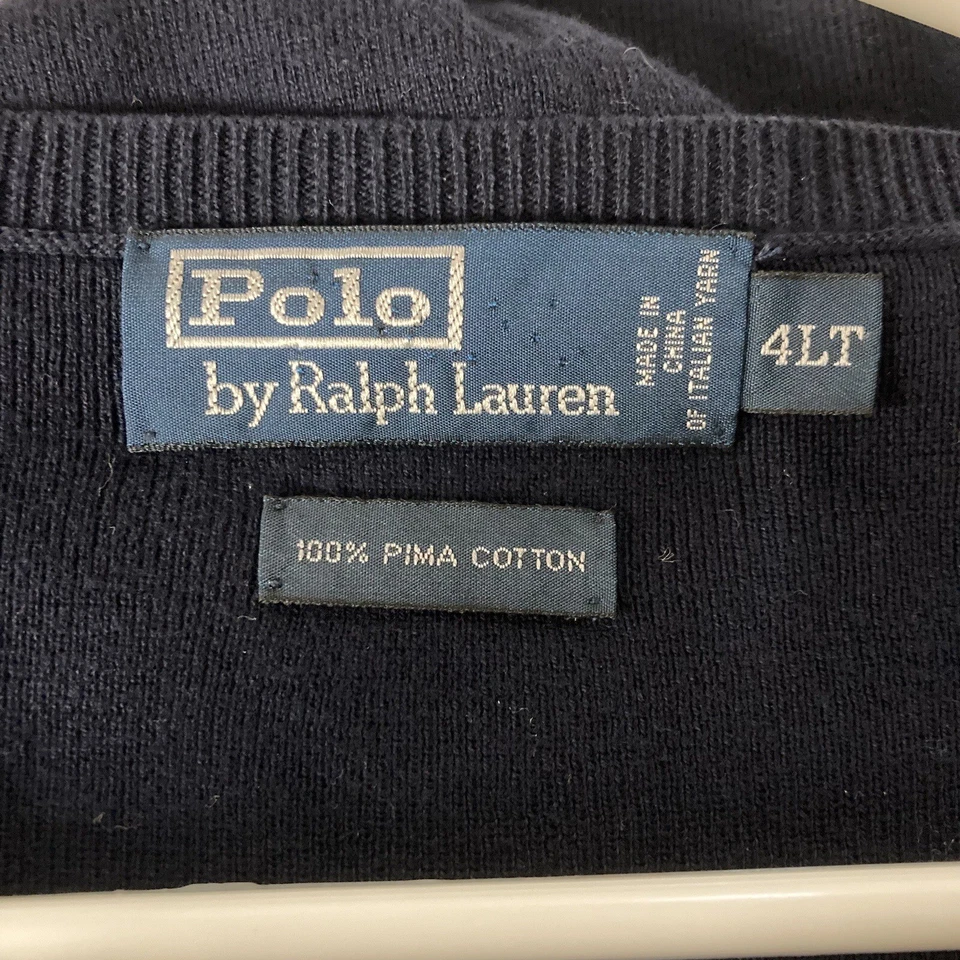 Polo
by Ralph Lauren
MADE IN
CHINA
OF ITALIAN YARN
4LT
100% PIMA COTTON